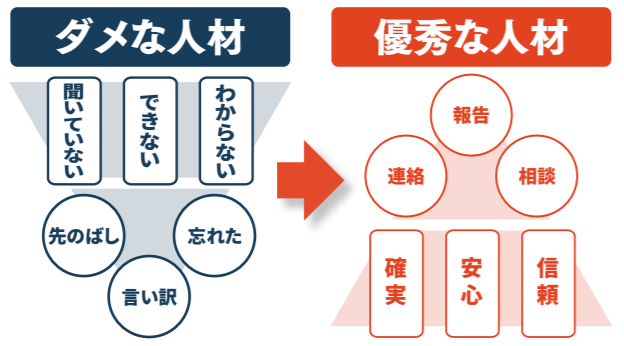 ダメな人材
聞いていない
できない
わからない
先のばし
忘れた
言い訳
優秀な人材
報告
連絡
相談
確実
安心
信頼